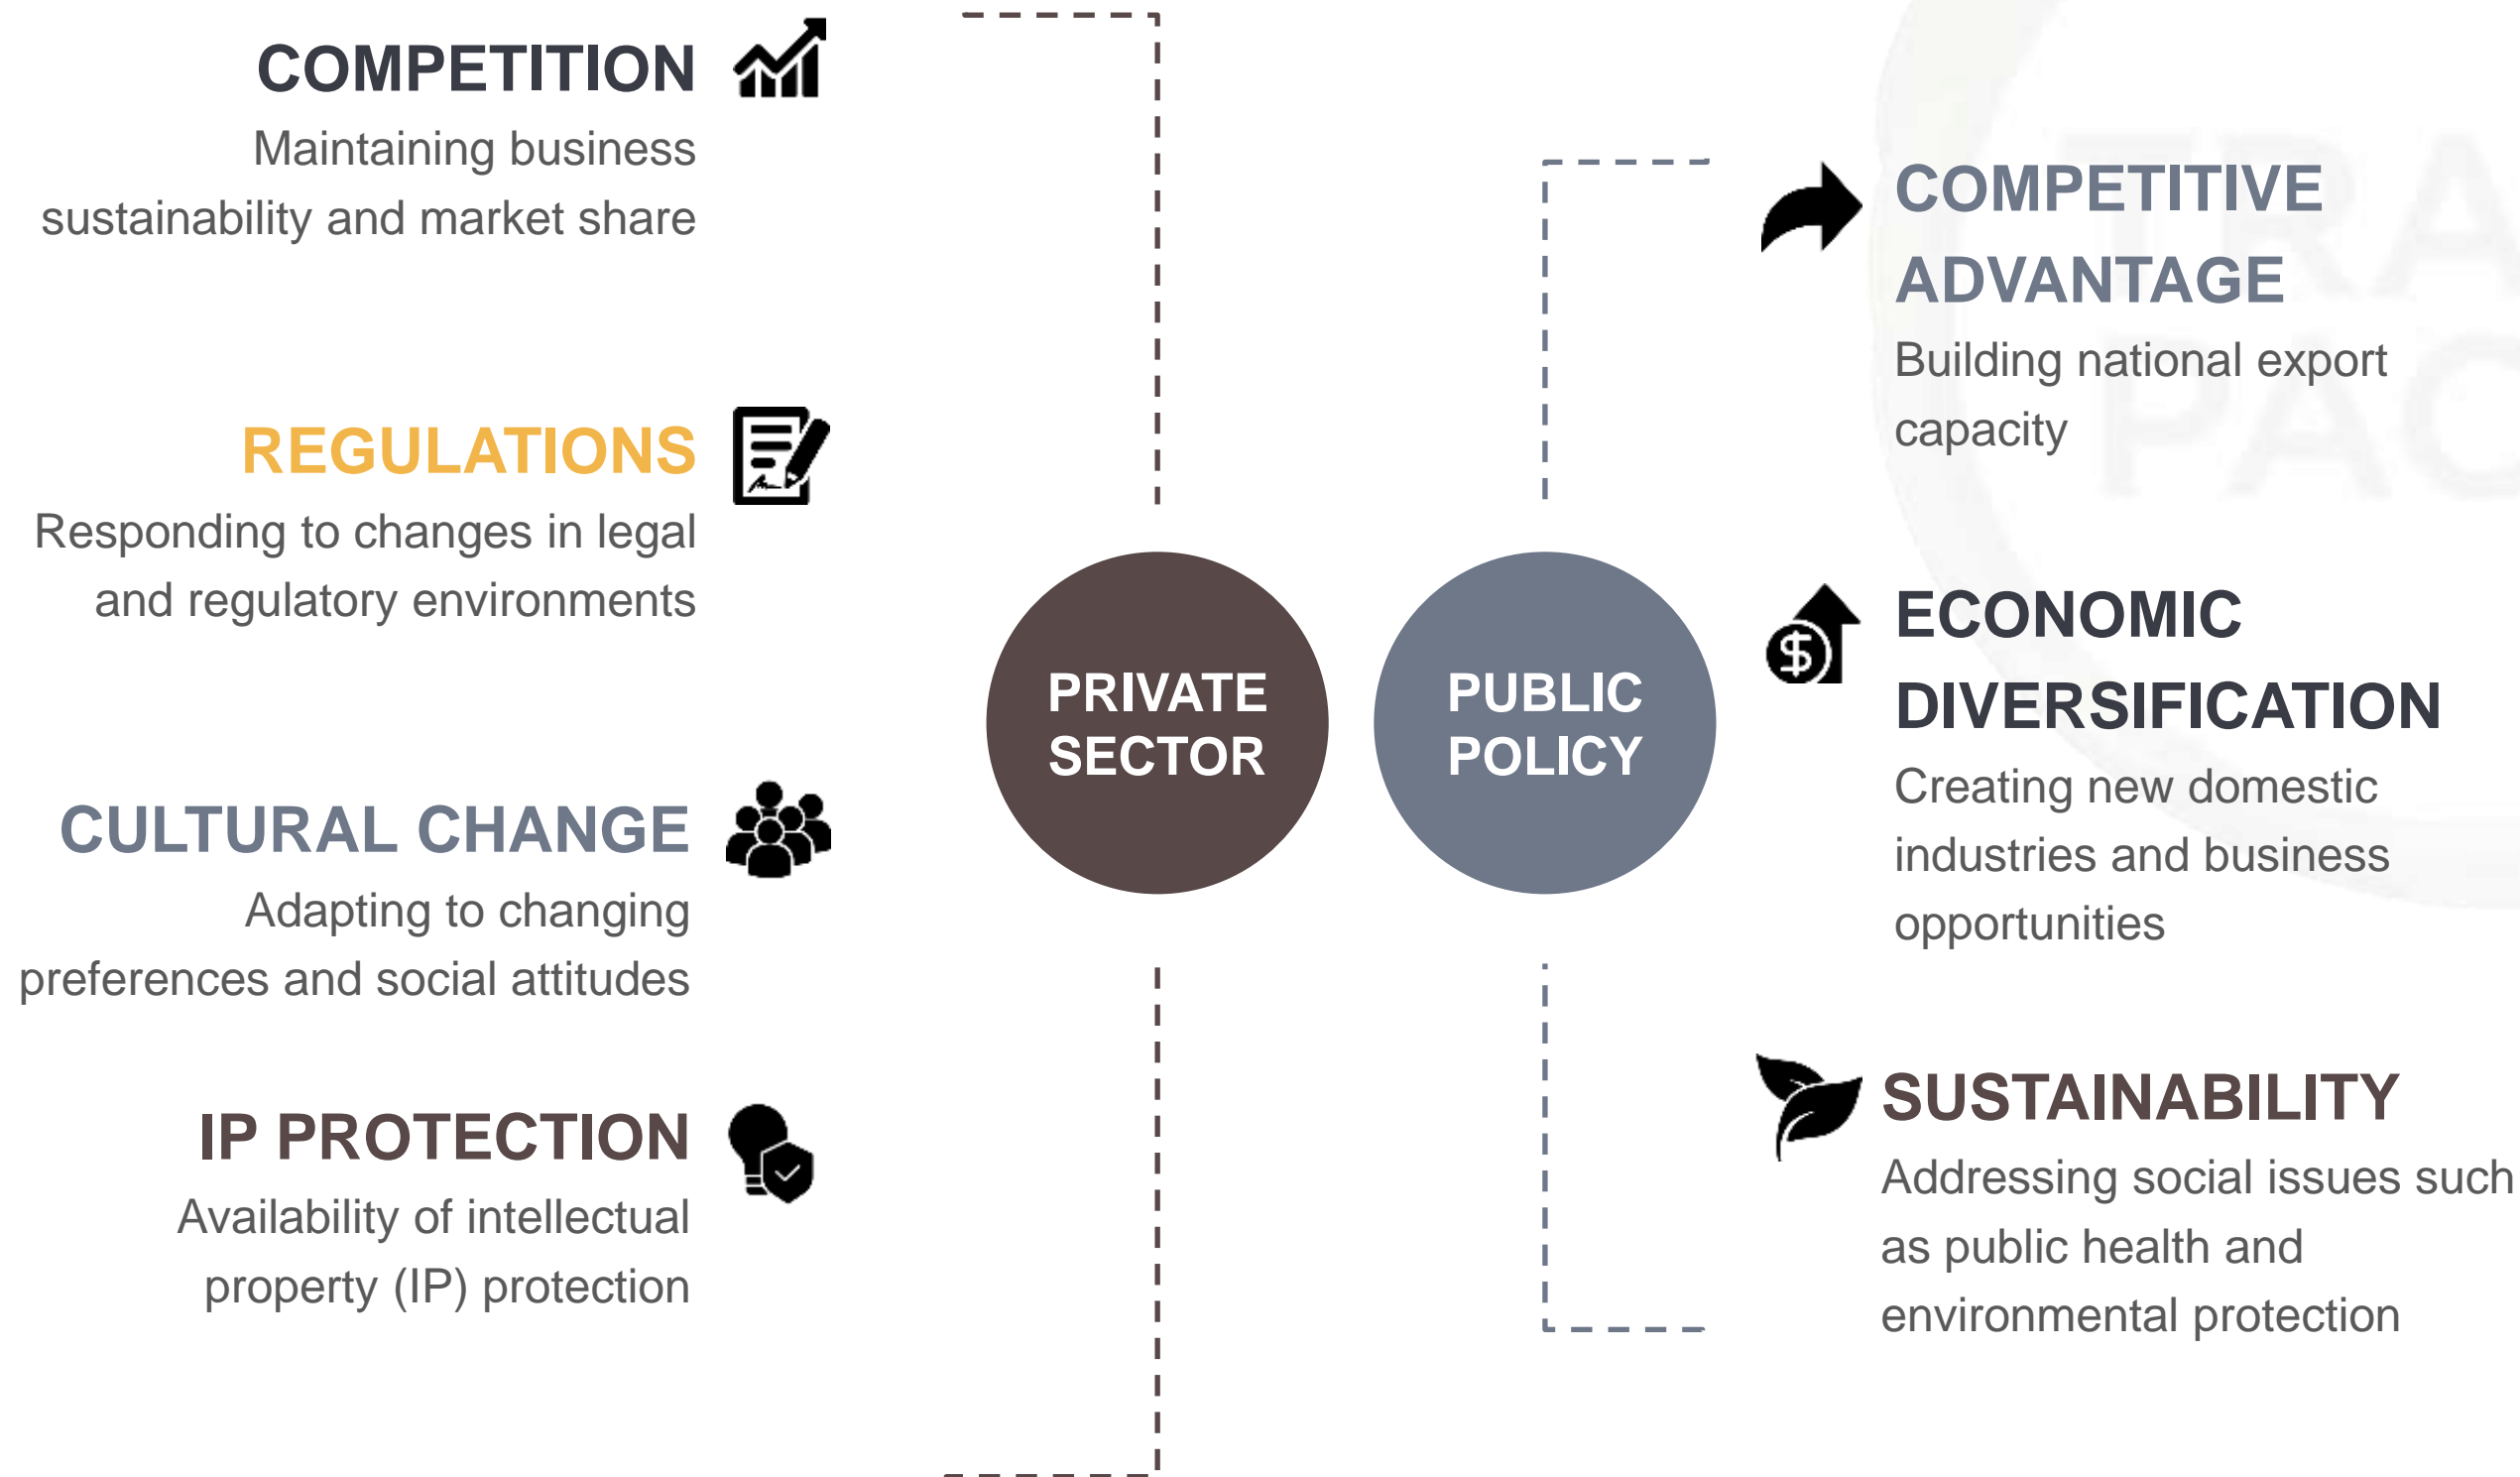 COMPETITION
Maintaining business
sustainability and market share
REGULATIONS
Responding to changes in legal
and regulatory environments
CULTURAL CHANGE
Adapting to changing
preferences and social attitudes
IP PROTECTION
Availability of intellectual
property (IP) protection
PRIVATE
SECTOR
PUBLIC
POLICY
COMPETITIVE
ADVANTAGE
Building national export
capacity
ECONOMIC
DIVERSIFICATION
Creating new domestic
industries and business
opportunities
SUSTAINABILITY
Addressing social issues such
as public health and
environmental protection